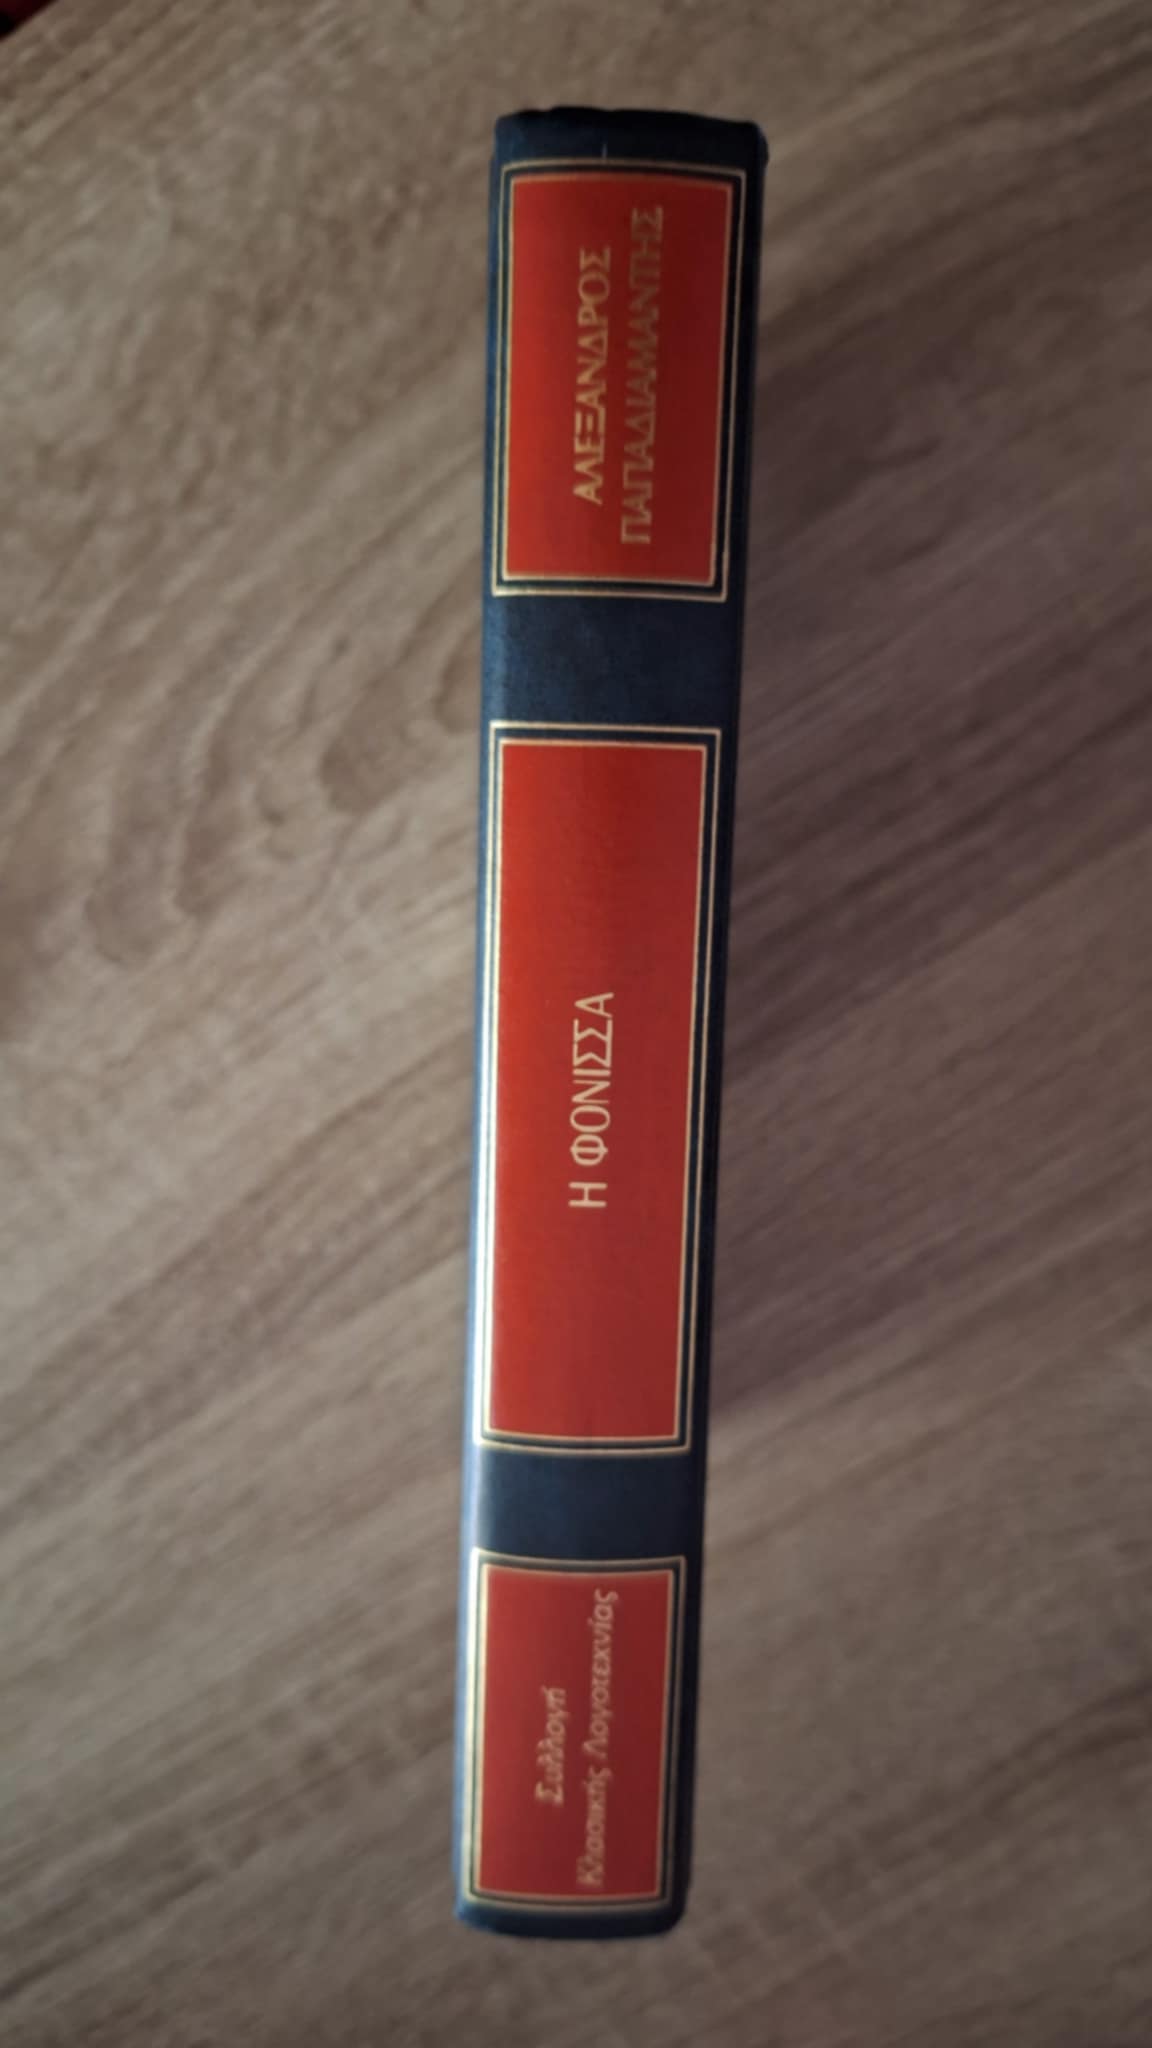 ΑΛΕΞΑΝΔΡΟΣ
ΠΑΠΑΔΙΑΜΑΝΤΗΣ
Η ΦΟΝΙΣΣΑ
Συλλογή
Κλασικής Λογοτεχνίας